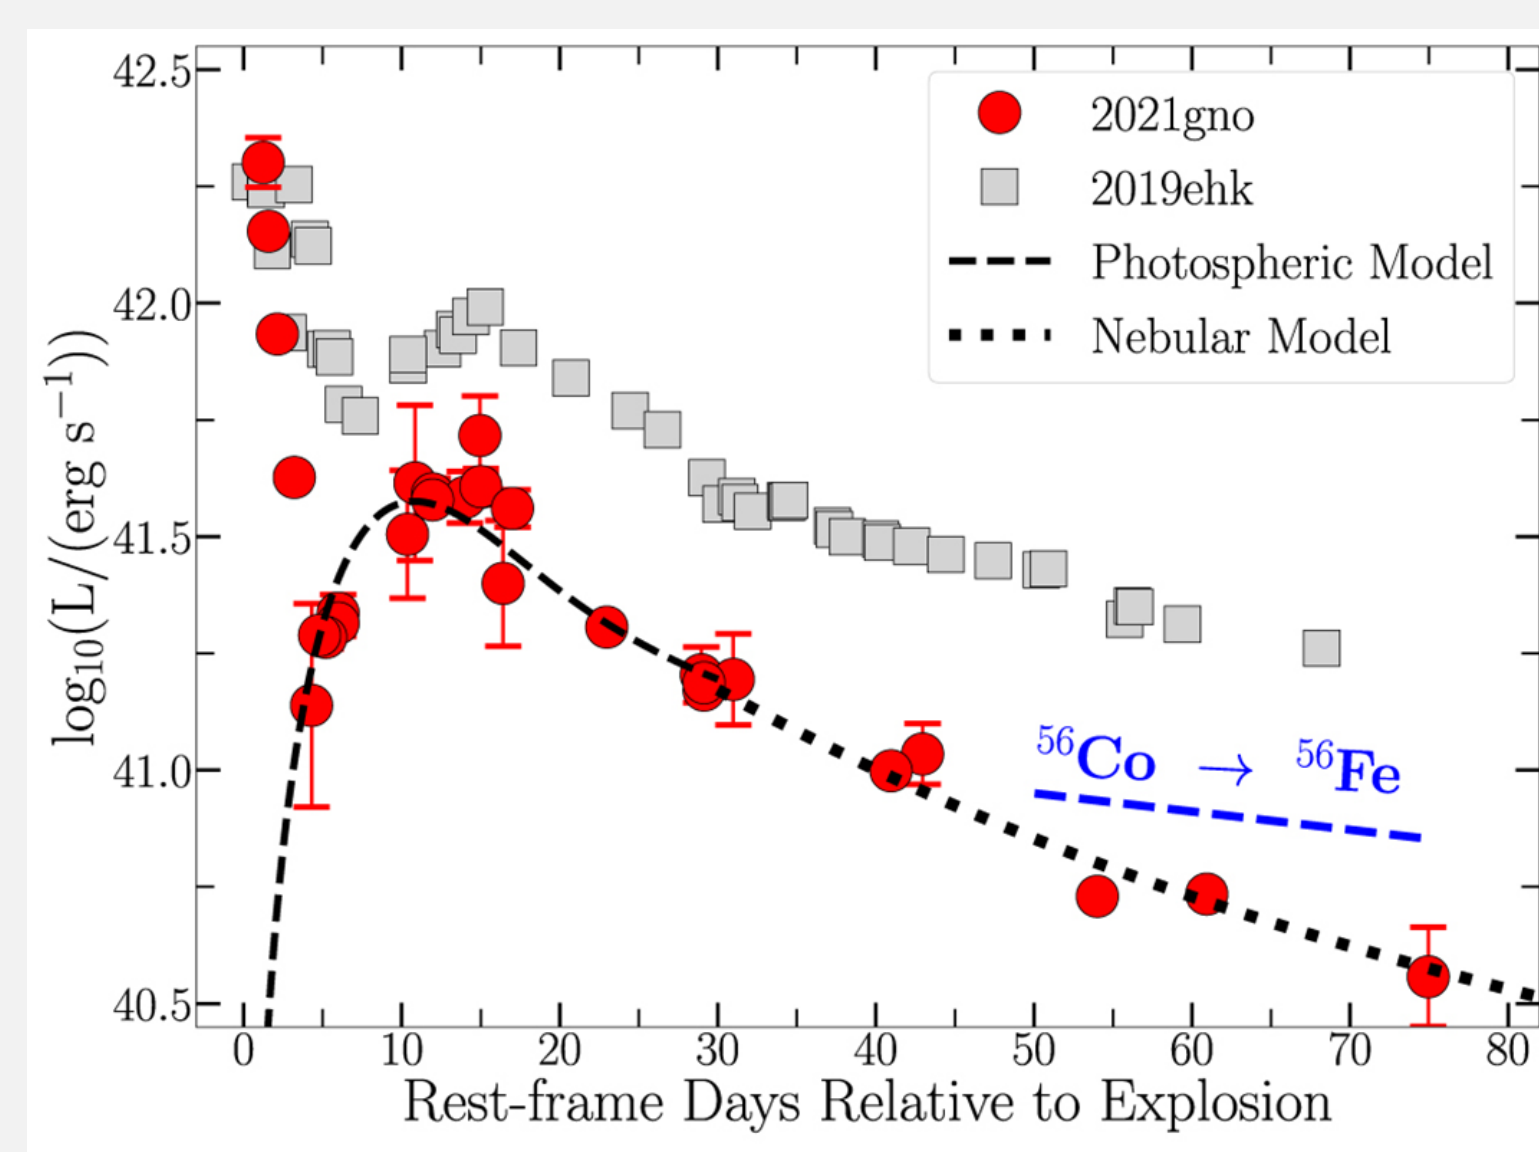 42.5
42.0
41.5
41.0
40.5
log₁₀(L/(erg s⁻¹))
2021gno
2019ehk
Photospheric Model
Nebular Model
⁵⁶Co → ⁵⁶Fe
0 10 20 30 40 50 60 70 80
Rest-frame Days Relative to Explosion